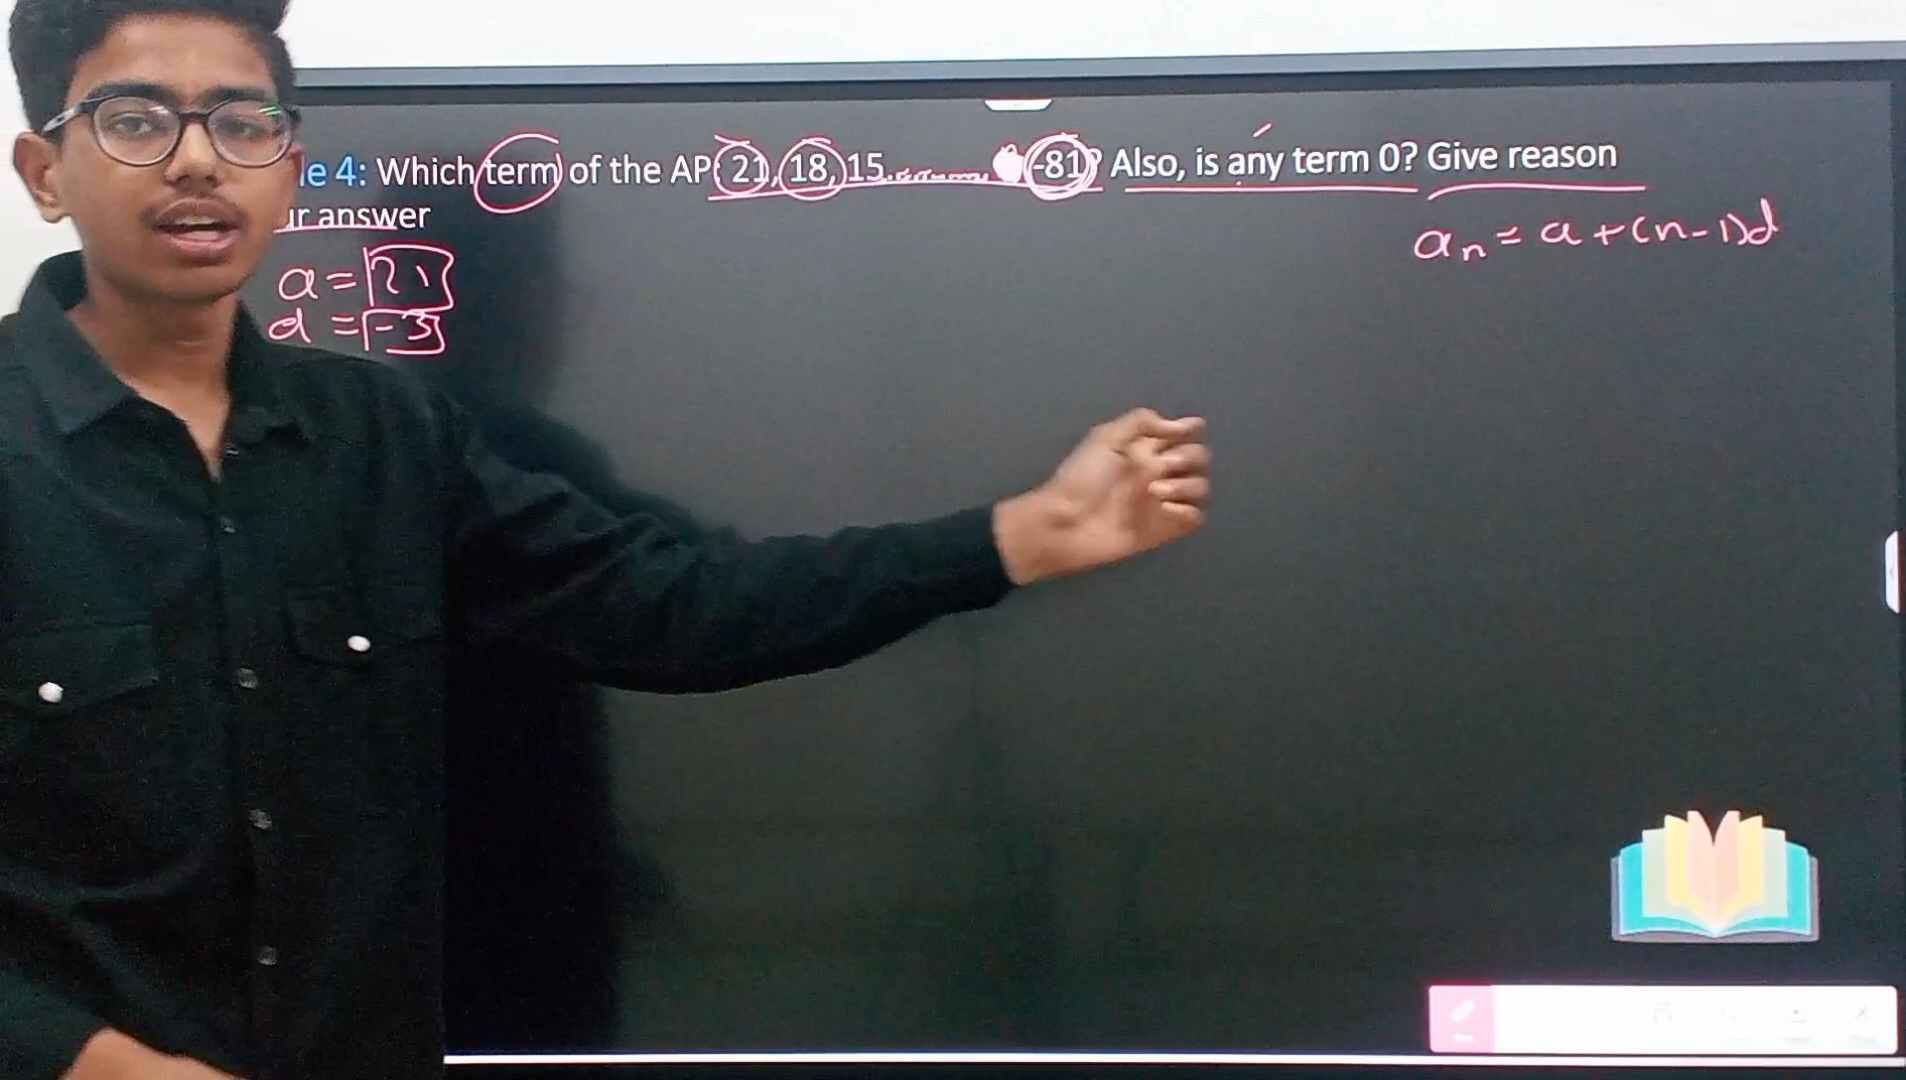 le 4: Which term of the AP: 21, 18, 15......... -81? Also, is any term 0? Give reason
ur answer
aₙ = a + (n-1)d
a = 21
d = -3